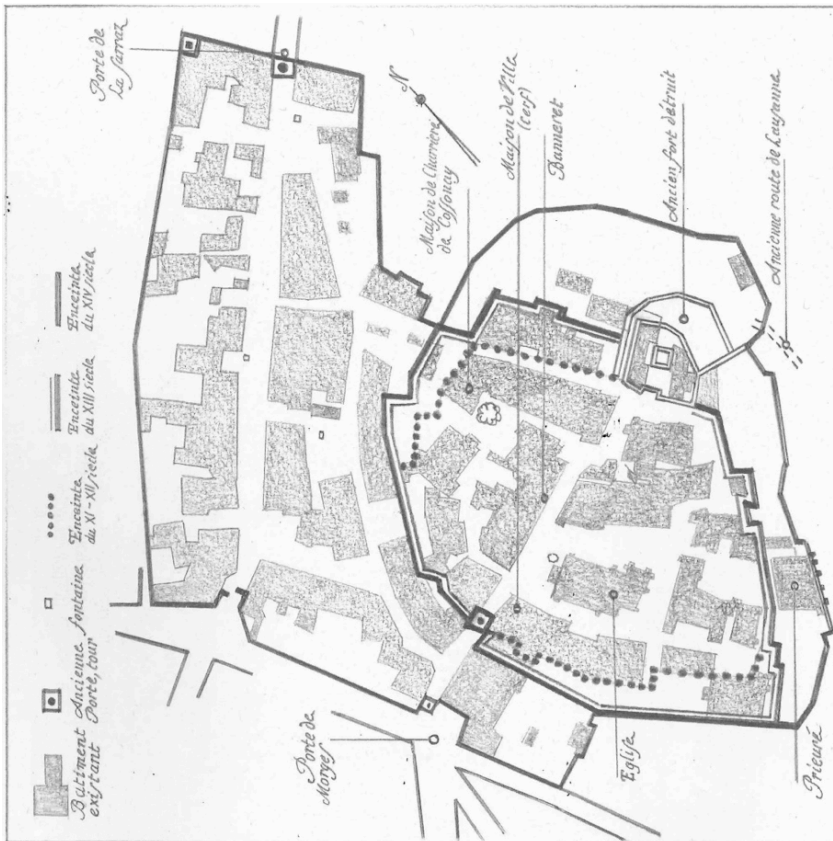 Bâtiment
existant
Ancienne
Porte, tour
fontaine
Enceinte
du XI-XII siècle
Enceinte
du XIII siècle
Enceinte
du XIV siècle
Porte de
La Sarraz
N
Maison de Charrière
de Cossonay
Maison de Ville
(Cerf)
Banneret
Ancien fort détruit
Ancienne route de Lausanne
Porte de
Morges
Eglise
Prieuré